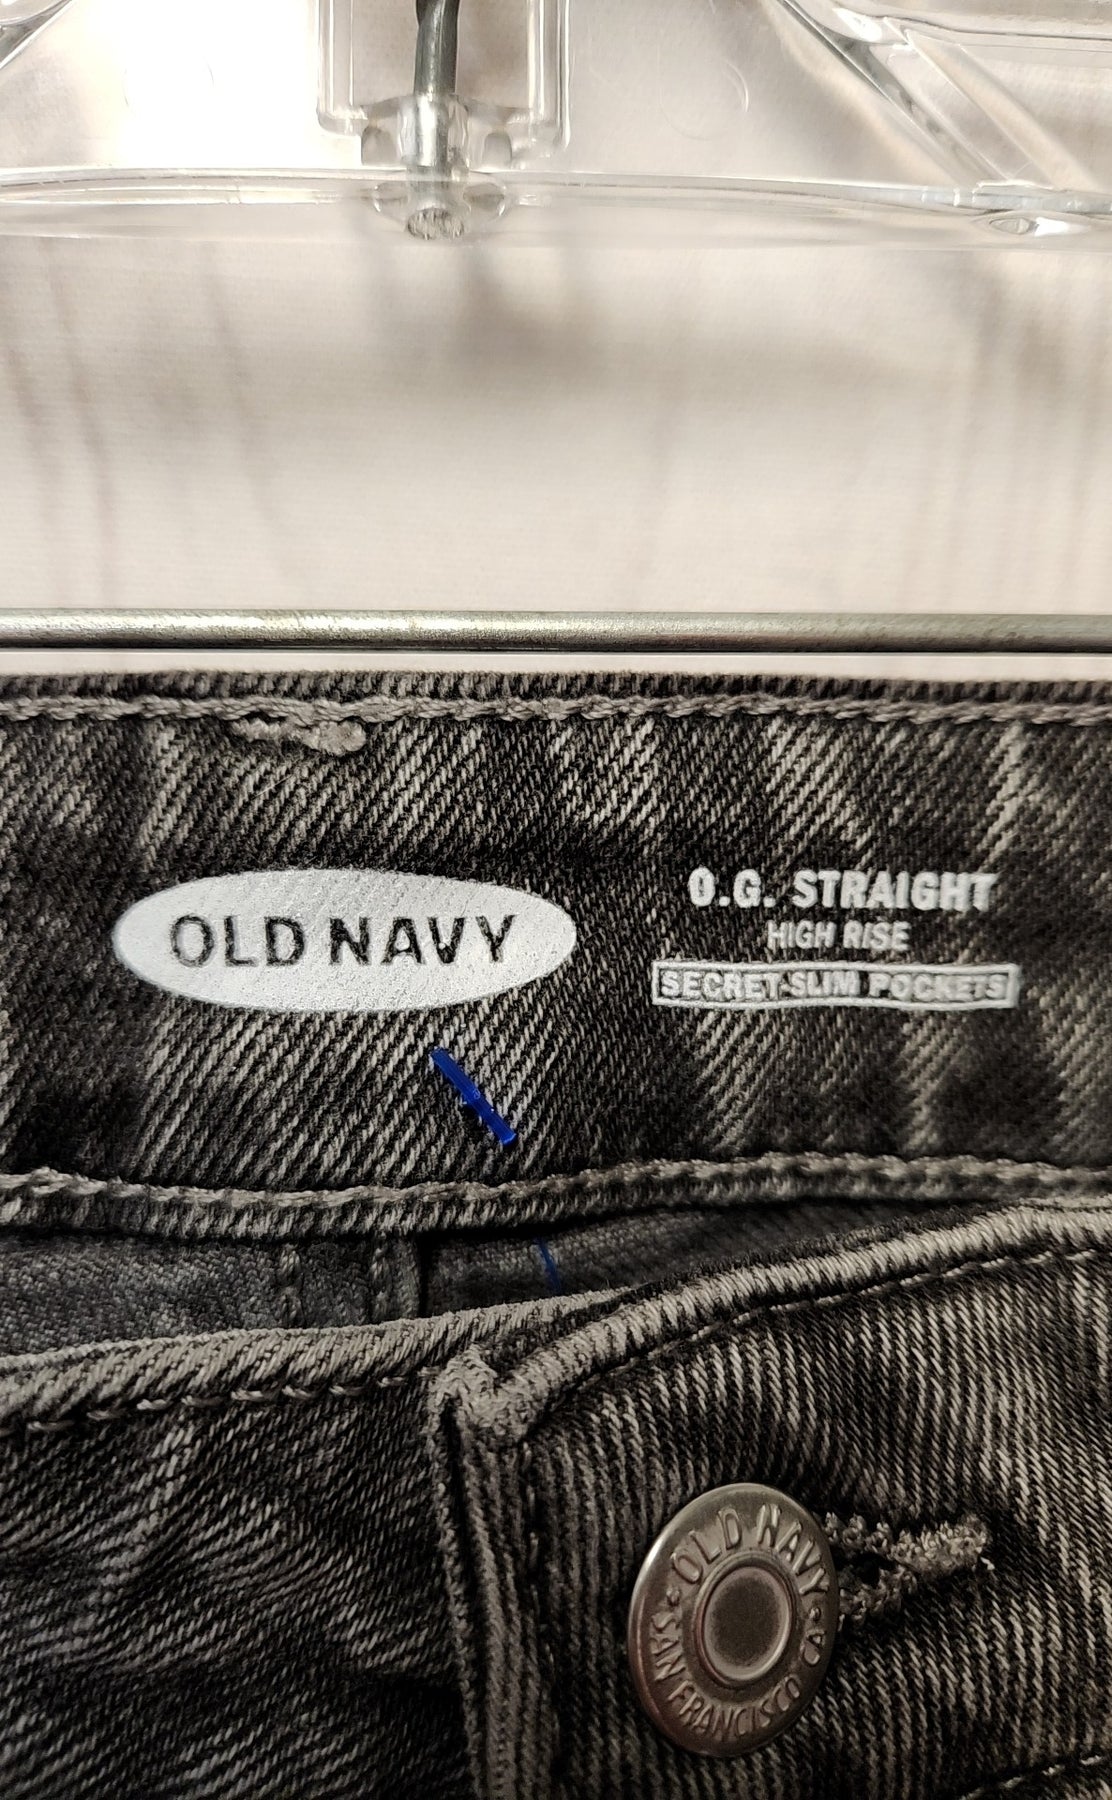 OLD NAVY
O.G. STRAIGHT
HIGH RISE
SECRET-SLIM POCKETS
OLD NAVY
• SAN FRANCISCO CA •